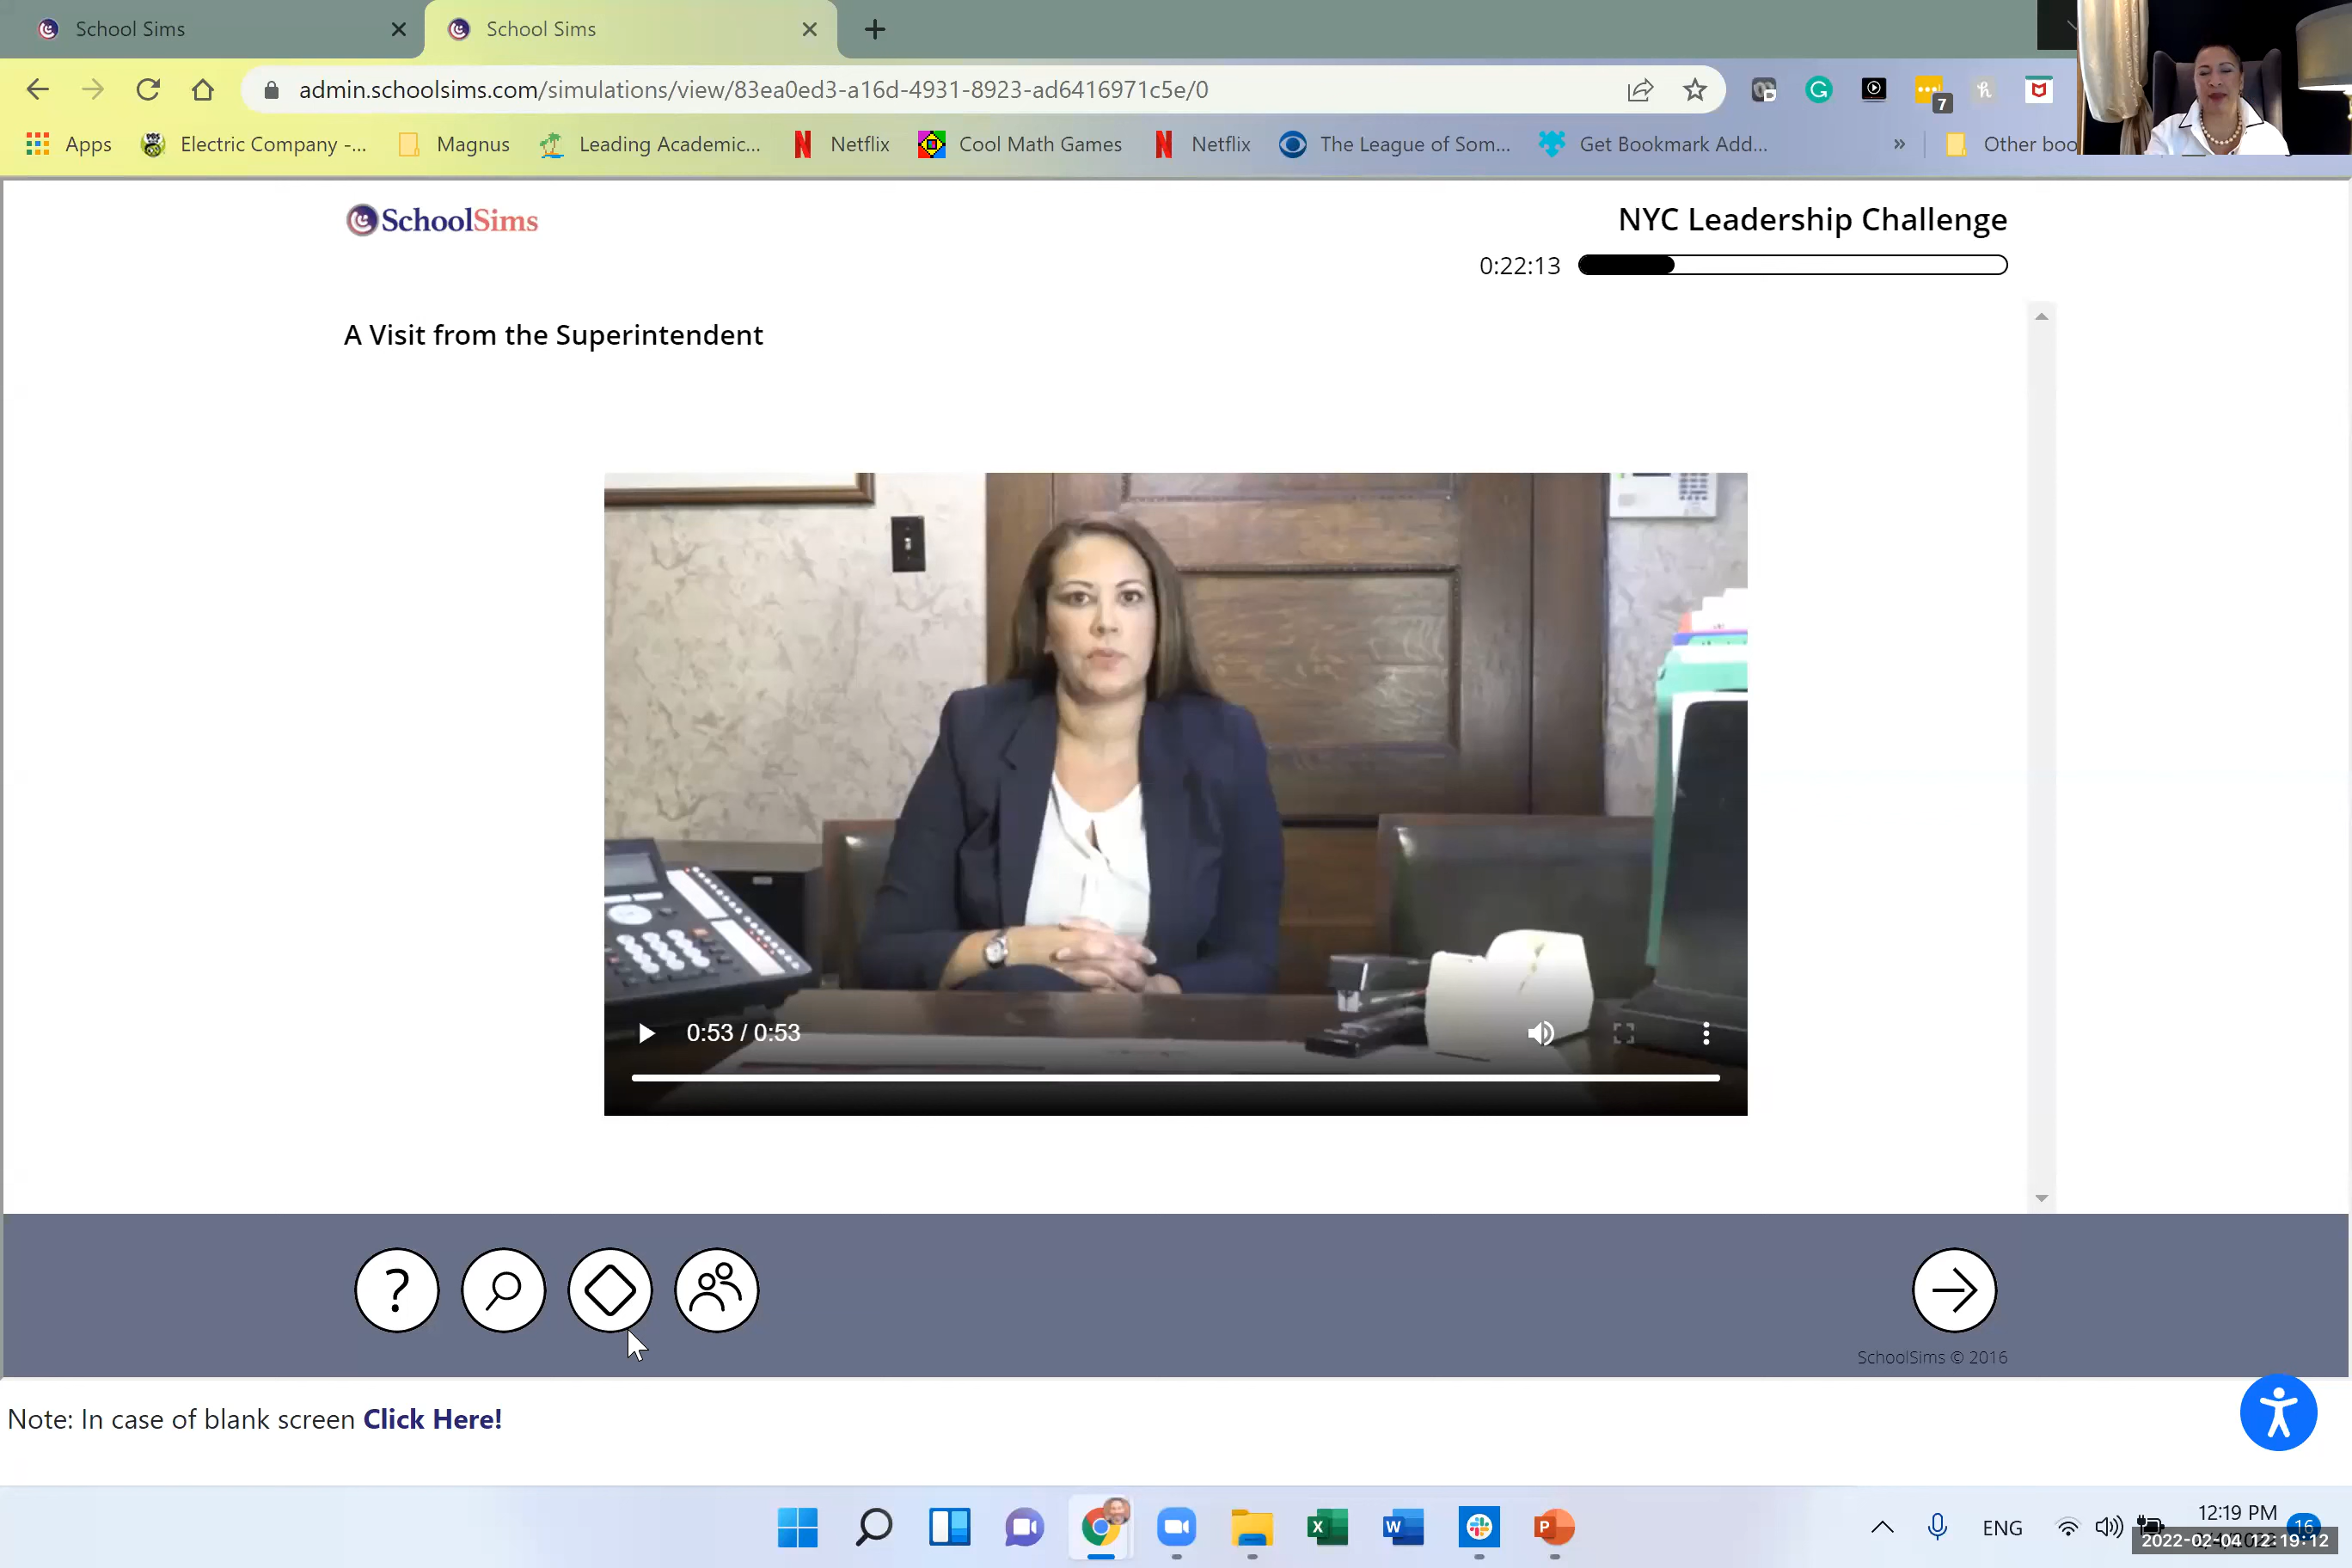 School Sims
School Sims
admin.schoolsims.com/simulations/view/83ea0ed3-a16d-4931-8923-ad6416971c5e/0
7
Apps
Electric Company -...
Magnus
Leading Academic...
Netflix
Cool Math Games
Netflix
The League of Som...
Get Bookmark Add...
»
Other boo
SchoolSims
NYC Leadership Challenge
0:22:13
A Visit from the Superintendent
0:53 / 0:53
?
SchoolSims © 2016
Note: In case of blank screen Click Here!
ENG
12:19 PM
16
2022-02-04 12:19:12